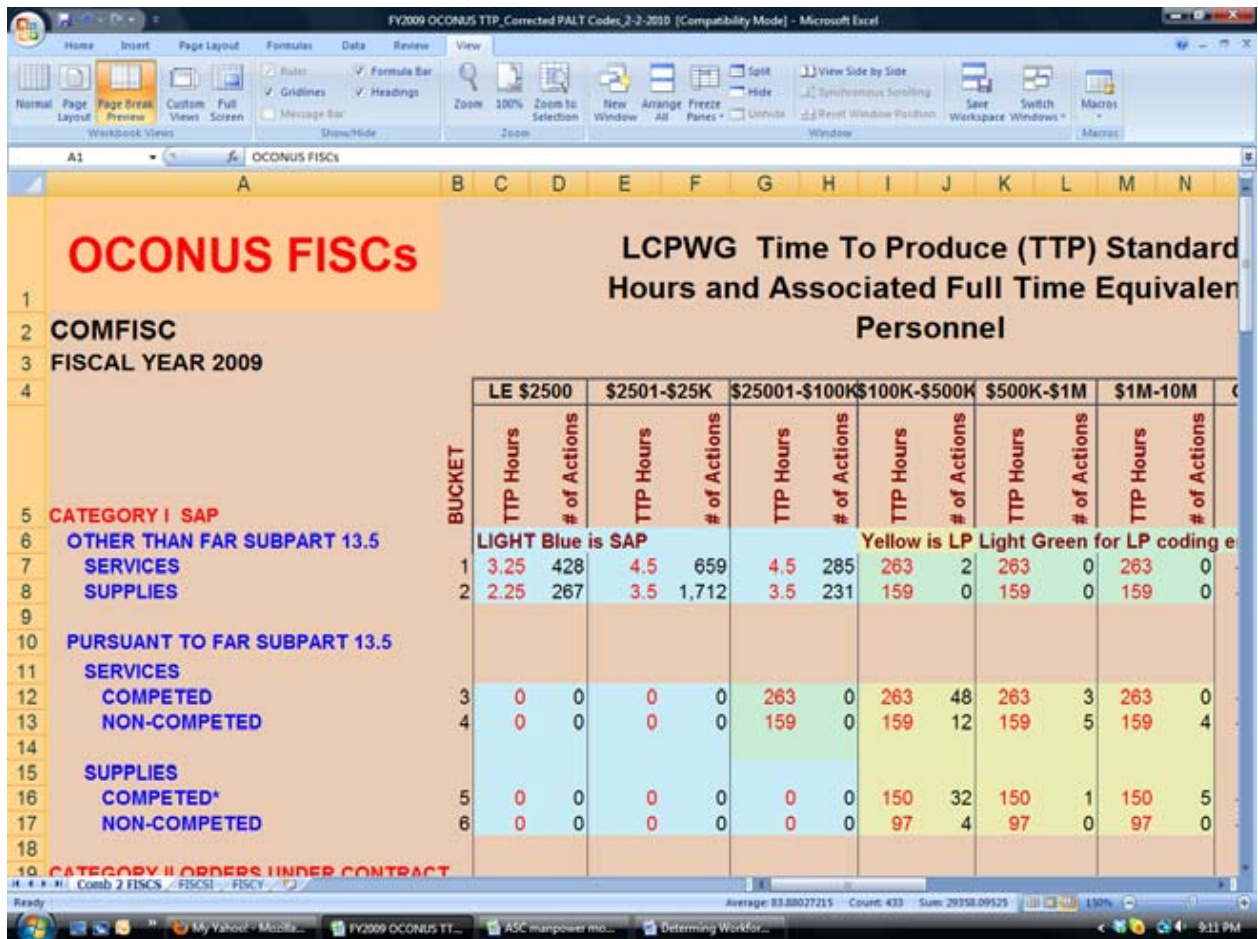 FY2009 OCONUS TTP_Corrected PALT Codes_2-2-2010 [Compatibility Mode] - Microsoft Excel
Home Insert Page Layout Formulas Data Review View
Ruler Formula Bar Split View Side by Side
Gridlines Headings Hide Synchronous Scrolling
Message Bar Unhide Reset Window Position
Normal Page Layout Page Break Preview Custom Views Full Screen Zoom 100% Zoom to Selection New Window Arrange All Freeze Panes Save Workspace Switch Windows Macros
Workbook Views Show/Hide Zoom Window Macros
A1 fx OCONUS FISCs
A B C D E F G H I J K L M N
OCONUS FISCs
LCPWG Time To Produce (TTP) Standard
1 Hours and Associated Full Time Equivalen
2 COMFISC Personnel
3 FISCAL YEAR 2009
4 LE $2500 $2501-$25K $25001-$100K $100K-$500K $500K-$1M $1M-10M
5 CATEGORY I SAP BUCKET TTP Hours # of Actions TTP Hours # of Actions TTP Hours # of Actions TTP Hours # of Actions TTP Hours # of Actions TTP Hours # of Actions
6 OTHER THAN FAR SUBPART 13.5 LIGHT Blue is SAP Yellow is LP Light Green for LP coding e
7 SERVICES 1 3.25 428 4.5 659 4.5 285 263 2 263 0 263 0
8 SUPPLIES 2 2.25 267 3.5 1,712 3.5 231 159 0 159 0 159 0
9
10 PURSUANT TO FAR SUBPART 13.5
11 SERVICES
12 COMPETED 3 0 0 0 0 263 0 263 48 263 3 263 0
13 NON-COMPETED 4 0 0 0 0 159 0 159 12 159 5 159 4
14
15 SUPPLIES
16 COMPETED* 5 0 0 0 0 0 0 150 32 150 1 150 5
17 NON-COMPETED 6 0 0 0 0 0 0 97 4 97 0 97 0
18
19 CATEGORY II ORDERS UNDER CONTRACT
Comb 2 FISCS FISCSI FISCY
Ready Average: 83.88027215 Count: 433 Sum: 29358.09525 150%
My Yahoo! - Mozilla... FY2009 OCONUS TT... ASC manpower mo... Determing Workfor... 9:11 PM